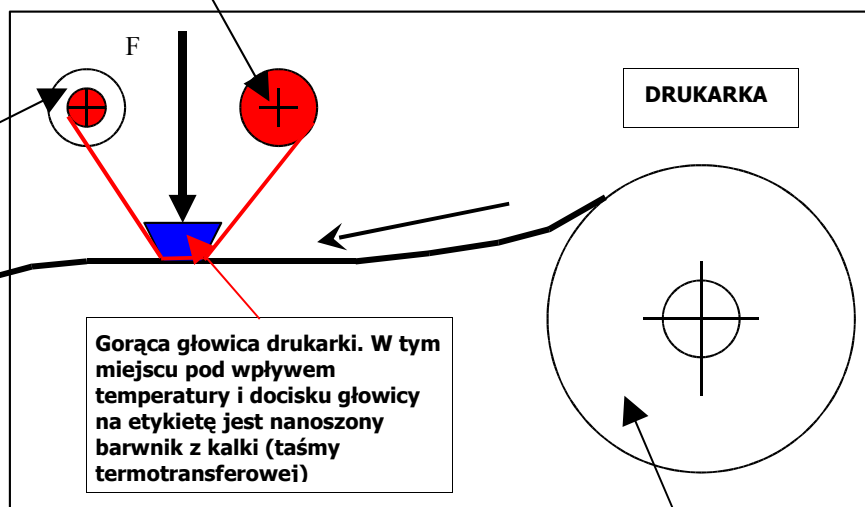 F
DRUKARKA
Gorąca głowica drukarki. W tym
miejscu pod wpływem
temperatury i docisku głowicy
na etykietę jest nanoszony
barwnik z kalki (taśmy
termotransferowej)